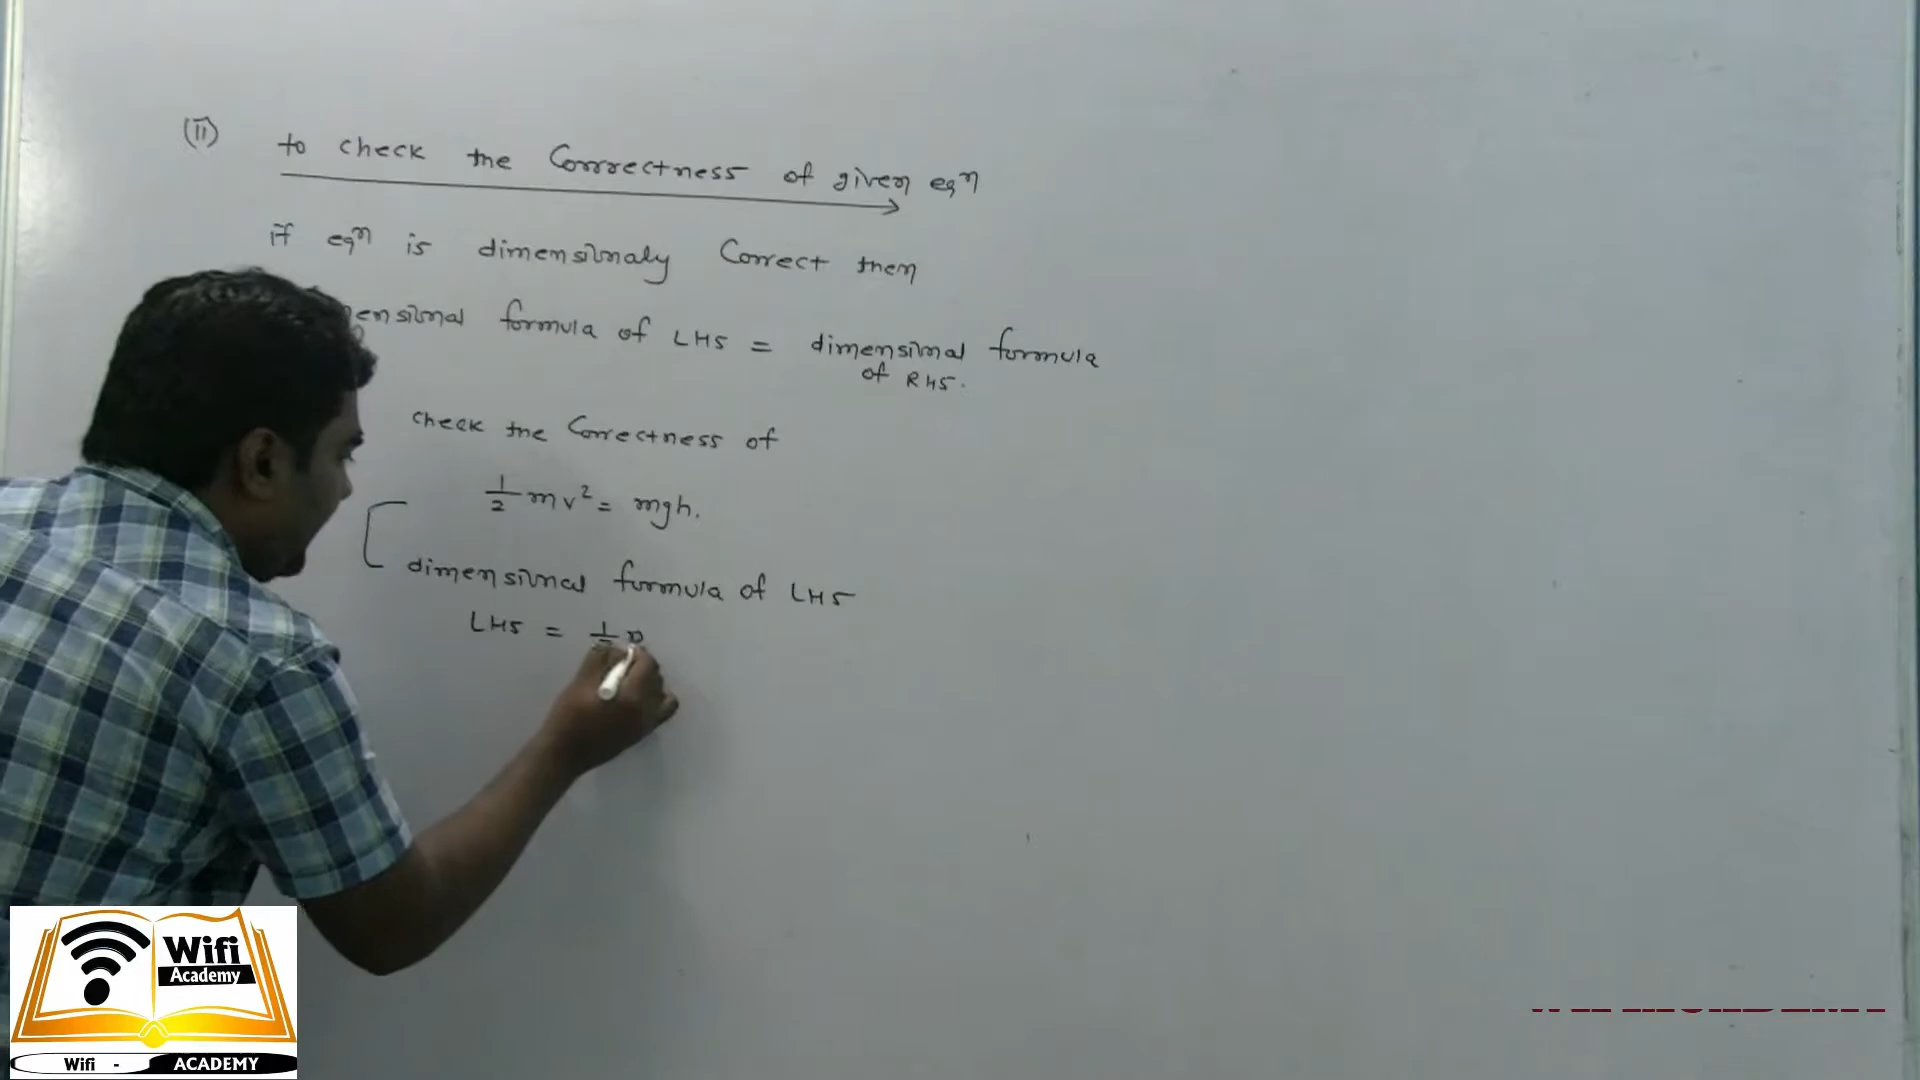 (II) to check the Correctness of given eqn
if eqn is dimensionaly Correct then
formula of LHS = dimensional formula
of RHS.
check the Correctness of
1/2 mv² = mgh.
dimensional formula of LHS
LHS = 1/2
Wifi
Academy
Wifi - ACADEMY